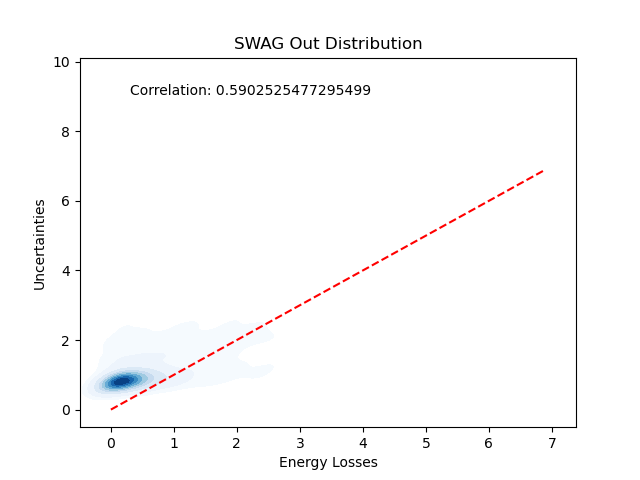 SWAG Out Distribution
Correlation: 0.5902525477295499
10
8
6
4
2
0
Uncertainties
0 1 2 3 4 5 6 7
Energy Losses